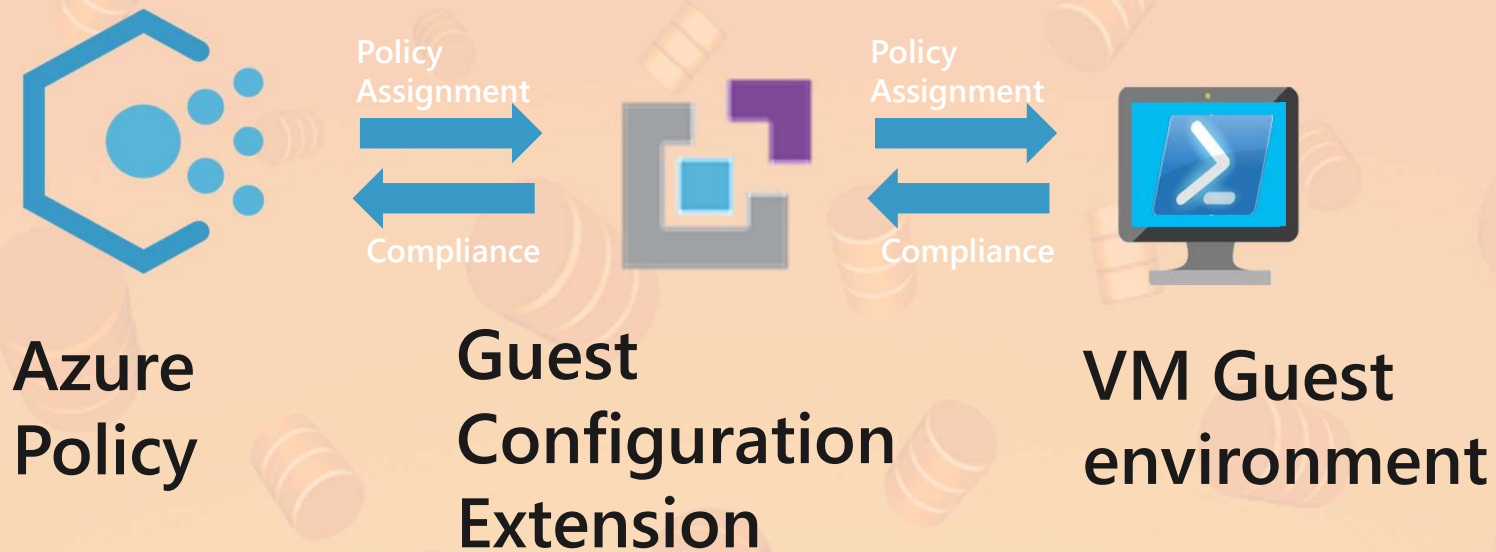 Policy
Assignment
Policy
Assignment
Compliance
Compliance
Azure
Policy
Guest
Configuration
Extension
VM Guest
environment